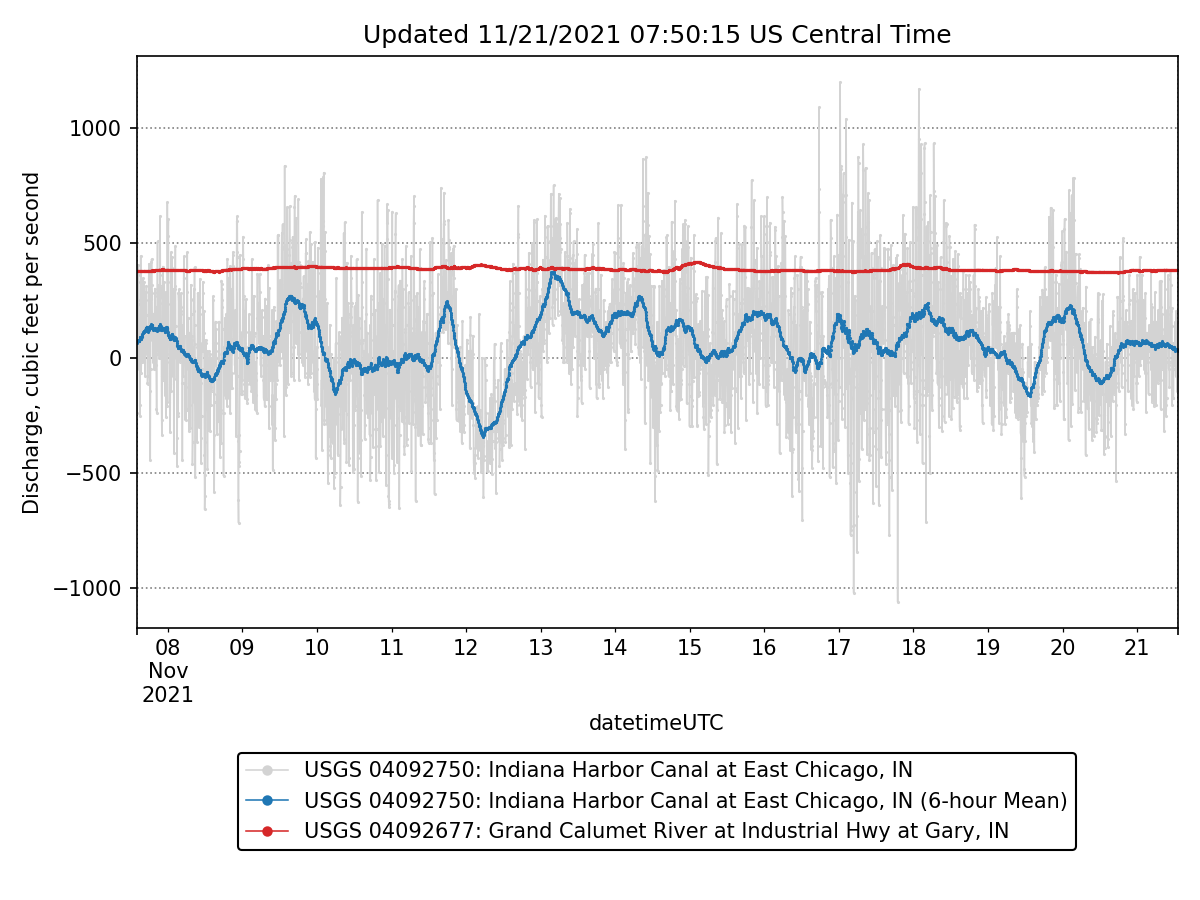 Updated 11/21/2021 07:50:15 US Central Time
Discharge, cubic feet per second
1000
500
0
−500
−1000
08 09 10 11 12 13 14 15 16 17 18 19 20 21
Nov
2021
datetimeUTC
USGS 04092750: Indiana Harbor Canal at East Chicago, IN
USGS 04092750: Indiana Harbor Canal at East Chicago, IN (6-hour Mean)
USGS 04092677: Grand Calumet River at Industrial Hwy at Gary, IN